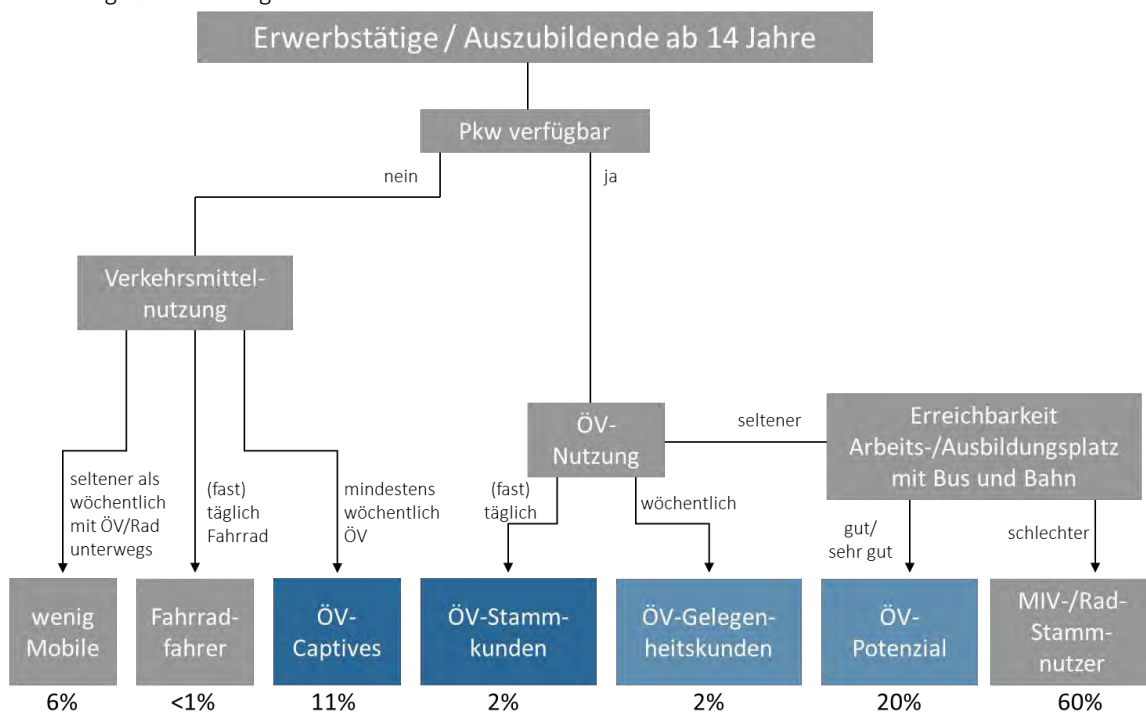 Erwerbstätige / Auszubildende ab 14 Jahre
Pkw verfügbar
nein
ja
Verkehrsmittel-
nutzung
ÖV-
Nutzung
seltener
Erreichbarkeit
Arbeits-/Ausbildungsplatz
mit Bus und Bahn
seltener als
wöchentlich
mit ÖV/Rad
unterwegs
(fast)
täglich
Fahrrad
mindestens
wöchentlich
ÖV
(fast)
täglich
wöchentlich
gut/
sehr gut
schlechter
wenig
Mobile
Fahrrad-
fahrer
ÖV-
Captives
ÖV-Stamm-
kunden
ÖV-Gelegen-
heitskunden
ÖV-
Potenzial
MIV-/Rad-
Stamm-
nutzer
6%
<1%
11%
2%
2%
20%
60%